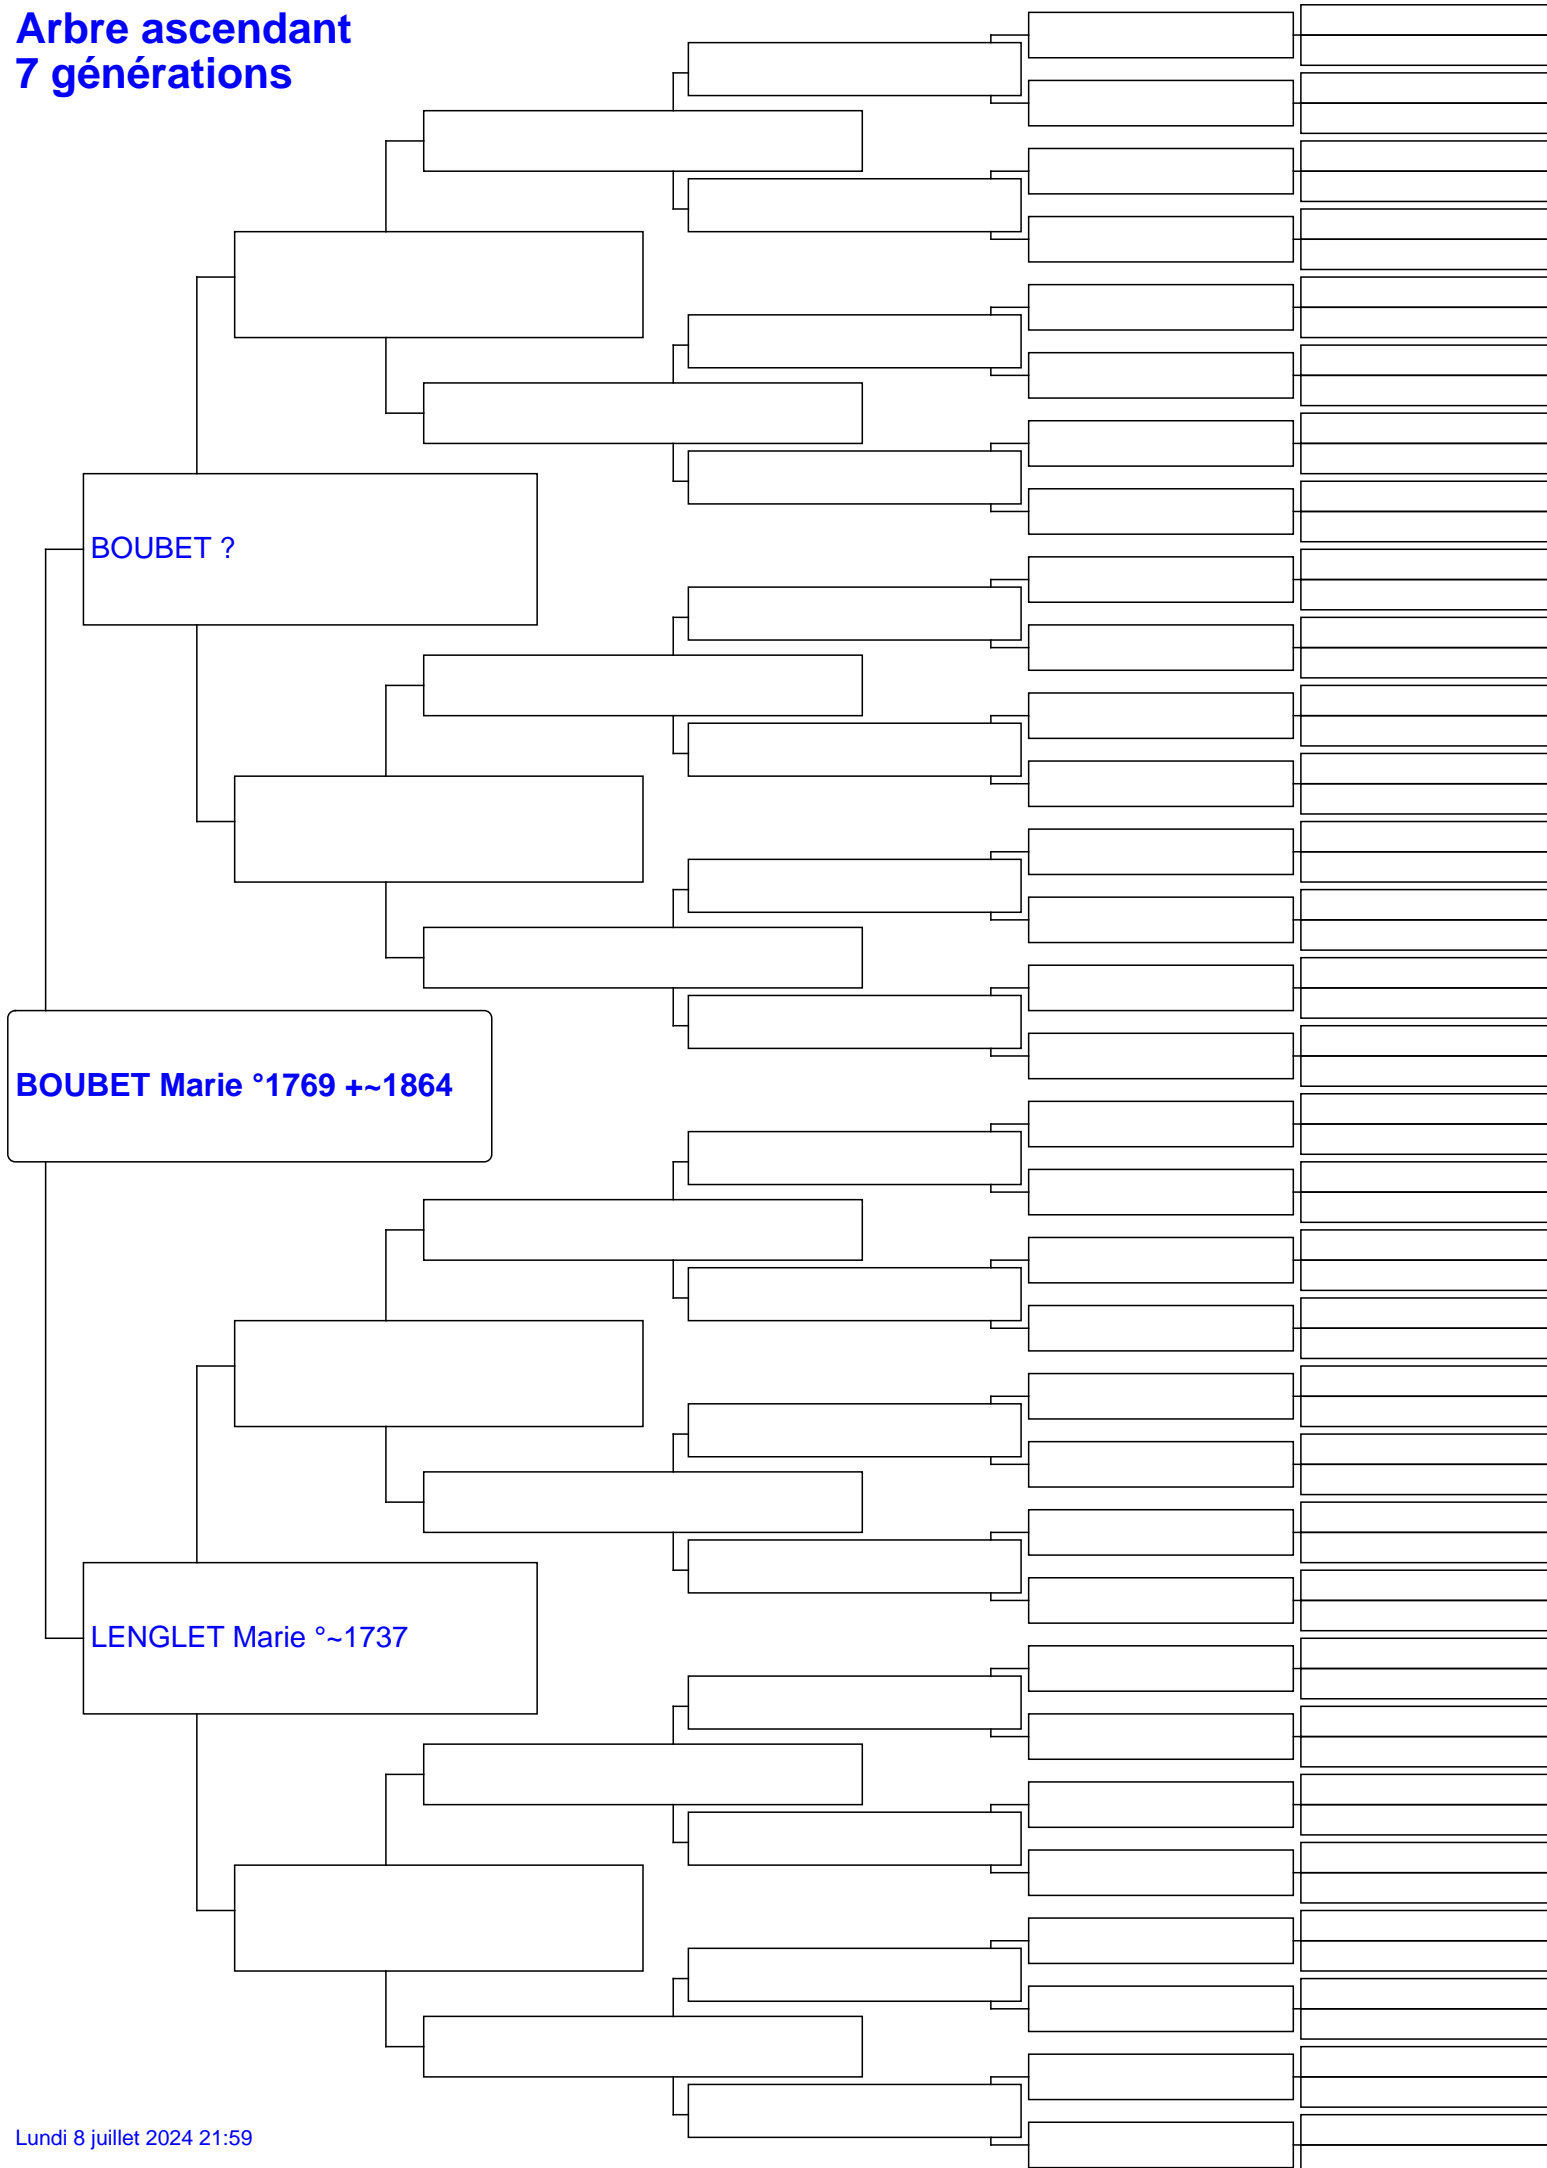 Arbre ascendant
7 générations
BOUBET ?
BOUBET Marie °1769 +~1864
LENGLET Marie °~1737
Lundi 8 juillet 2024 21:59